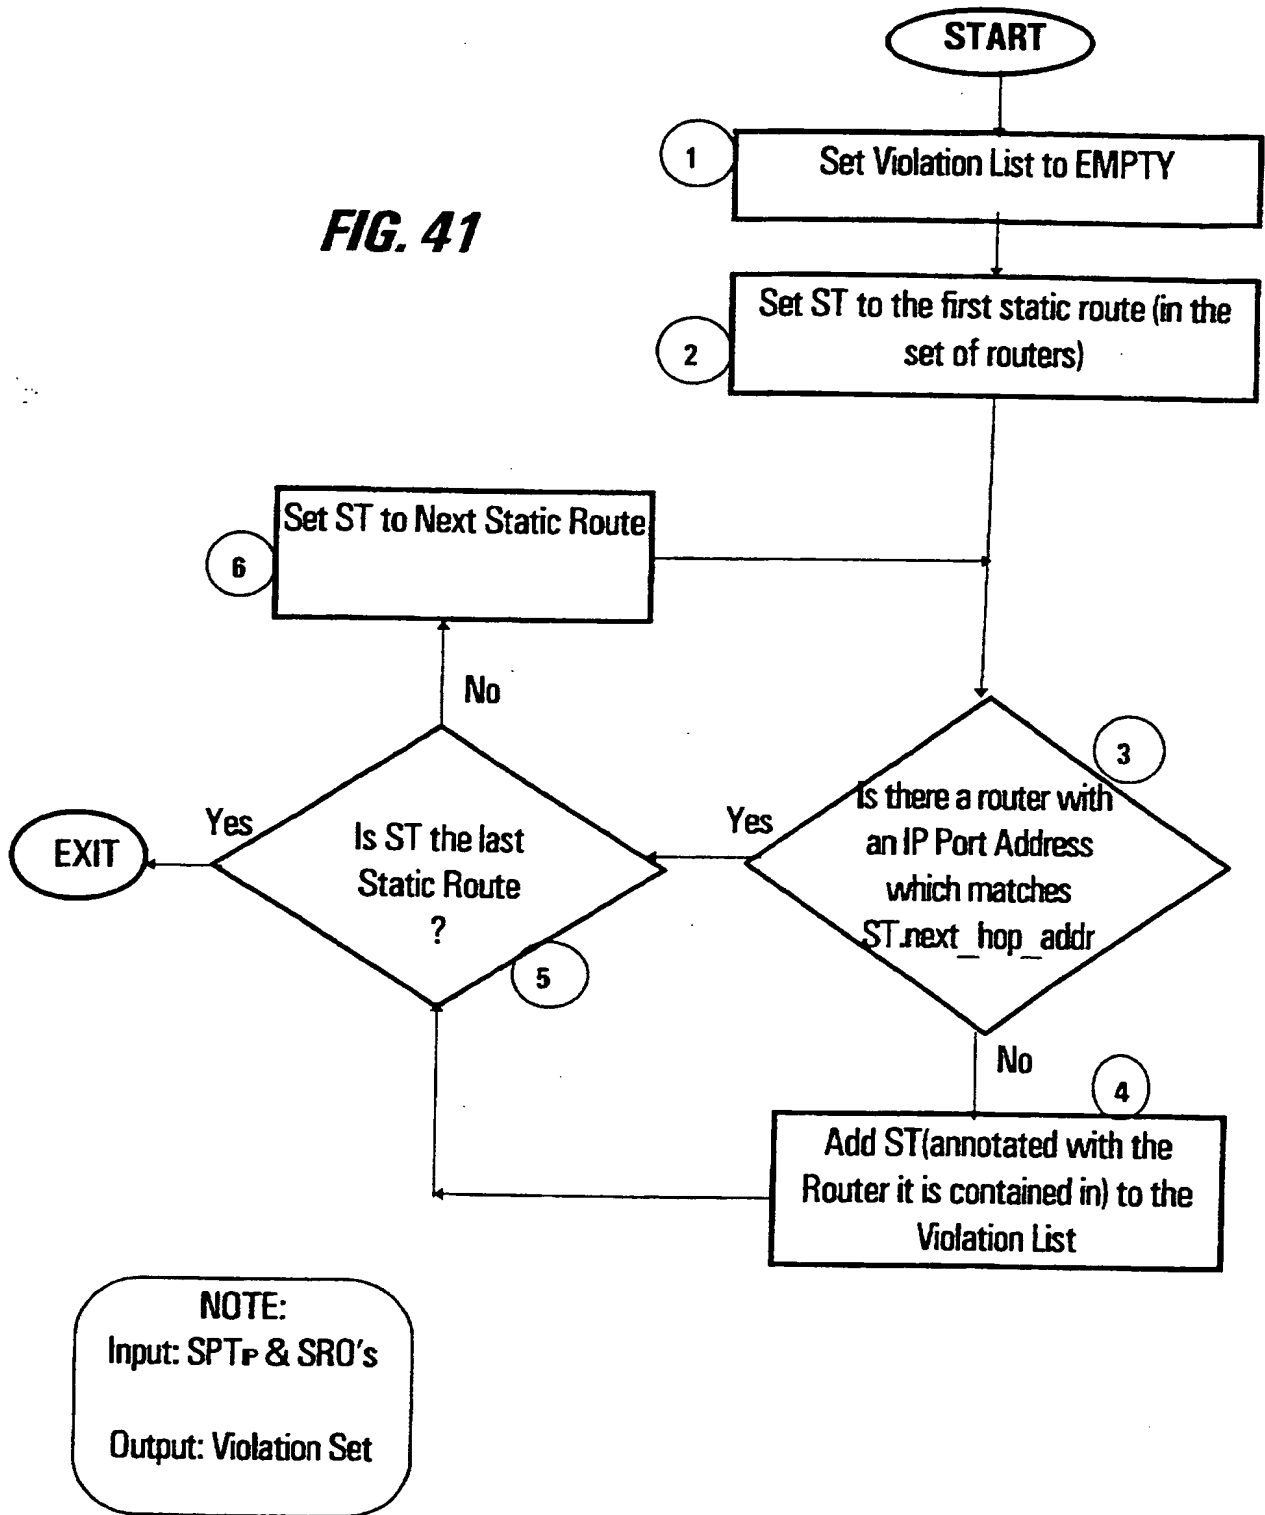 START
1
Set Violation List to EMPTY
FIG. 41
2
Set ST to the first static route (in the
set of routers)
6
Set ST to Next Static Route
No
3
Is there a router with
an IP Port Address
which matches
ST.next_hop_addr
Yes
Is ST the last
Static Route
?
5
Yes
EXIT
No
4
Add ST(annotated with the
Router it is contained in) to the
Violation List
NOTE:
Input: SPTIP & SRO's
Output: Violation Set